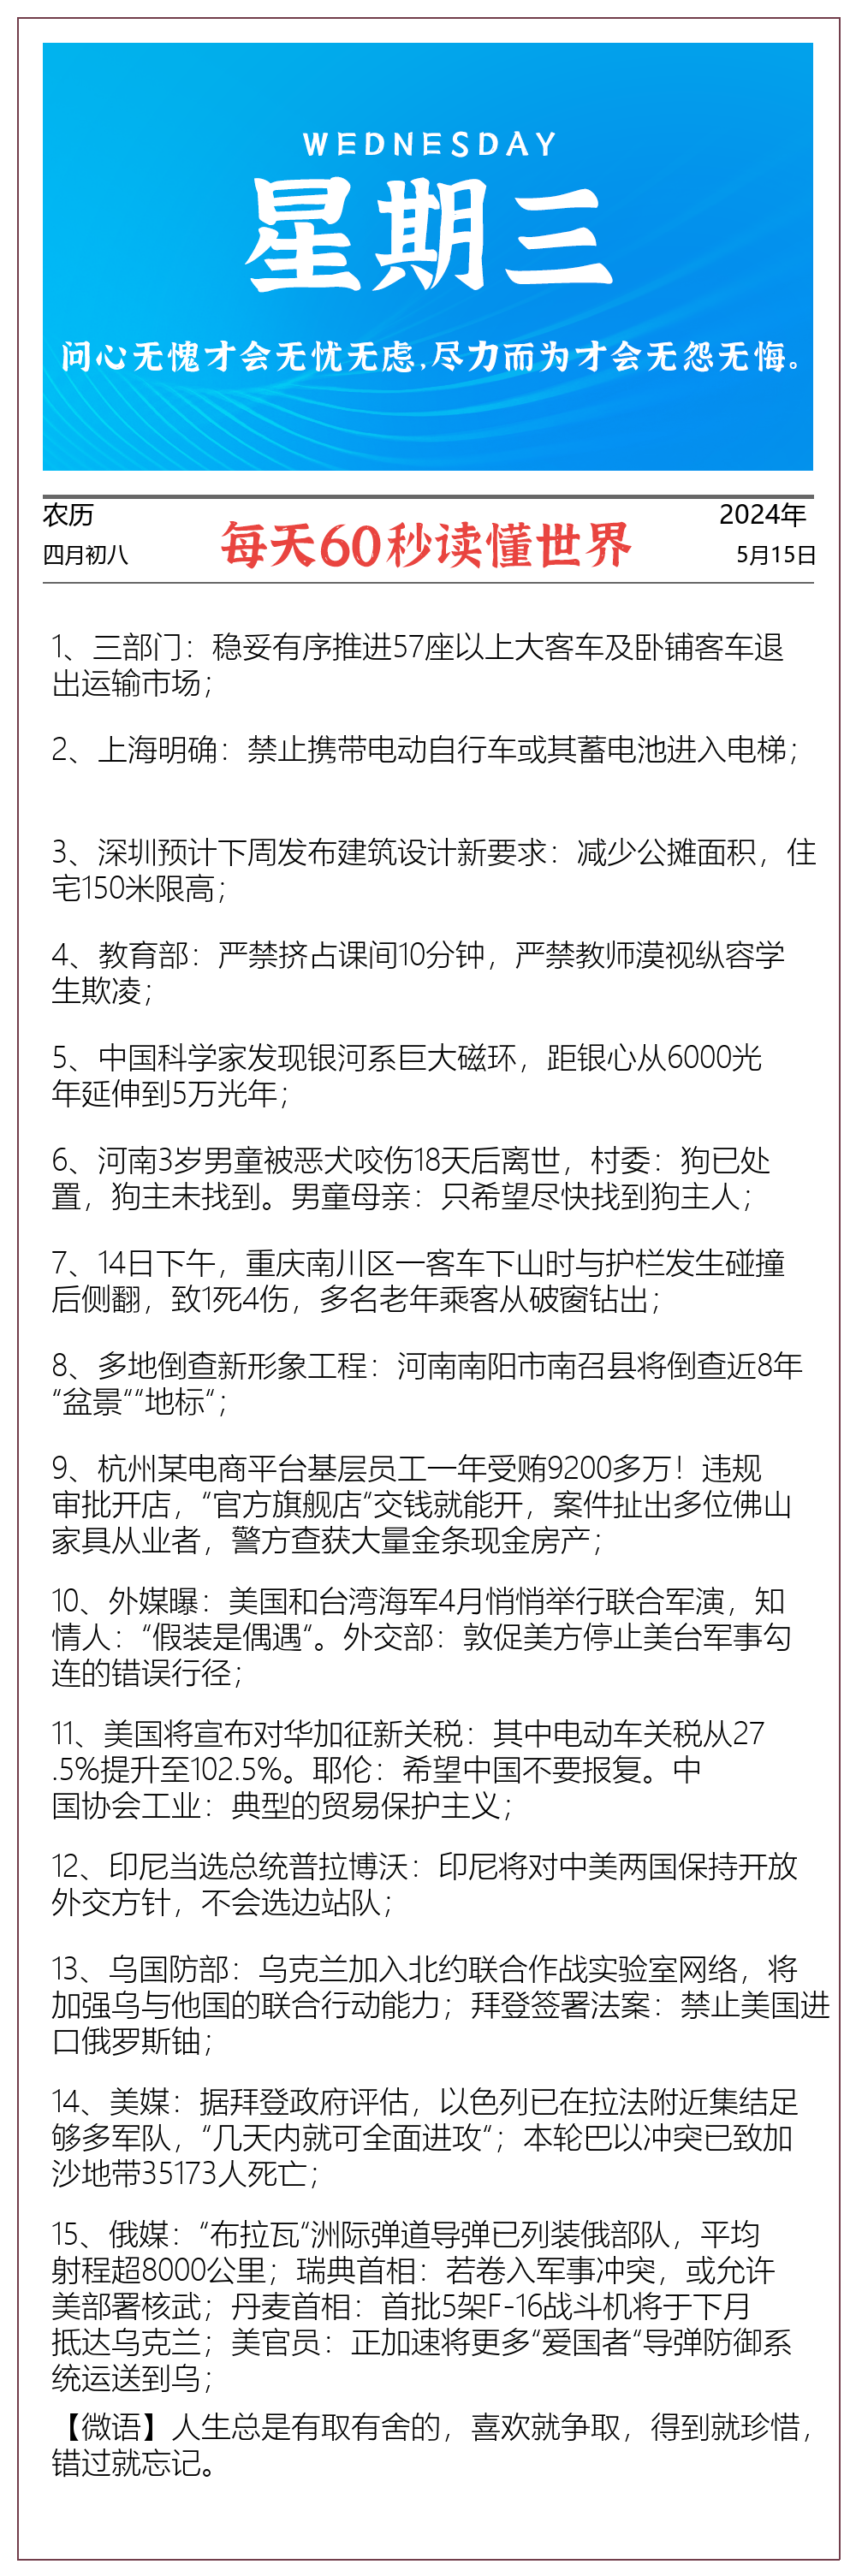 WEDNESDAY
星期三
问心无愧才会无忧无虑,尽力而为才会无怨无悔。
农历
2024年
每天60秒读懂世界
四月初八
5月15日
1、三部门：稳妥有序推进57座以上大客车及卧铺客车退
出运输市场；
2、上海明确：禁止携带电动自行车或其蓄电池进入电梯；
3、深圳预计下周发布建筑设计新要求：减少公摊面积，住
宅150米限高；
4、教育部：严禁挤占课间10分钟，严禁教师漠视纵容学
生欺凌；
5、中国科学家发现银河系巨大磁环，距银心从6000光
年延伸到5万光年；
6、河南3岁男童被恶犬咬伤18天后离世，村委：狗已处
置，狗主未找到。男童母亲：只希望尽快找到狗主人；
7、14日下午，重庆南川区一客车下山时与护栏发生碰撞
后侧翻，致1死4伤，多名老年乘客从破窗钻出；
8、多地倒查新形象工程：河南南阳市南召县将倒查近8年
“盆景”“地标”；
9、杭州某电商平台基层员工一年受贿9200多万！违规
审批开店，“官方旗舰店”交钱就能开，案件扯出多位佛山
家具从业者，警方查获大量金条现金房产；
10、外媒曝：美国和台湾海军4月悄悄举行联合军演，知
情人：“假装是偶遇”。外交部：敦促美方停止美台军事勾
连的错误行径；
11、美国将宣布对华加征新关税：其中电动车关税从27
.5%提升至102.5%。耶伦：希望中国不要报复。中
国协会工业：典型的贸易保护主义；
12、印尼当选总统普拉博沃：印尼将对中美两国保持开放
外交方针，不会选边站队；
13、乌国防部：乌克兰加入北约联合作战实验室网络，将
加强乌与他国的联合行动能力；拜登签署法案：禁止美国进
口俄罗斯铀；
14、美媒：据拜登政府评估，以色列已在拉法附近集结足
够多军队，“几天内就可全面进攻”；本轮巴以冲突已致加
沙地带35173人死亡；
15、俄媒：“布拉瓦”洲际弹道导弹已列装俄部队，平均
射程超8000公里；瑞典首相：若卷入军事冲突，或允许
美部署核武；丹麦首相：首批5架F-16战斗机将于下月
抵达乌克兰；美官员：正加速将更多“爱国者”导弹防御系
统运送到乌；
【微语】人生总是有取有舍的，喜欢就争取，得到就珍惜，
错过就忘记。